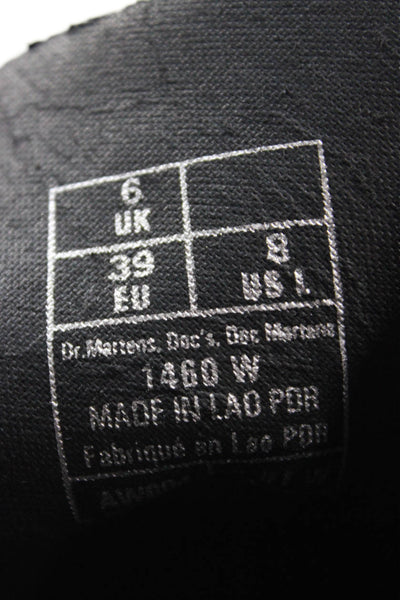 6
UK
39 8
EU US L
Dr.Martens, Doc's, Doc Martens
1460 W
MADE IN LAO PDR
Fabriqué en Lao PDR